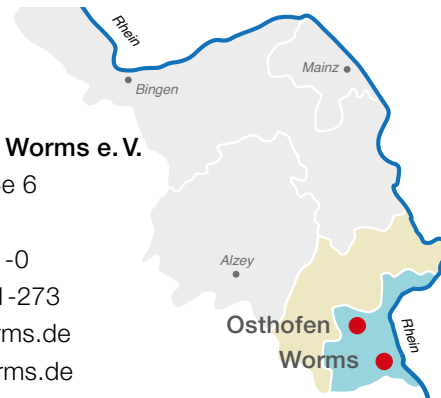 Rhein
Mainz
Bingen
Worms e. V.
e 6
-0
Alzey
-273
Osthofen
Rhein
rms.de
Worms
rms.de